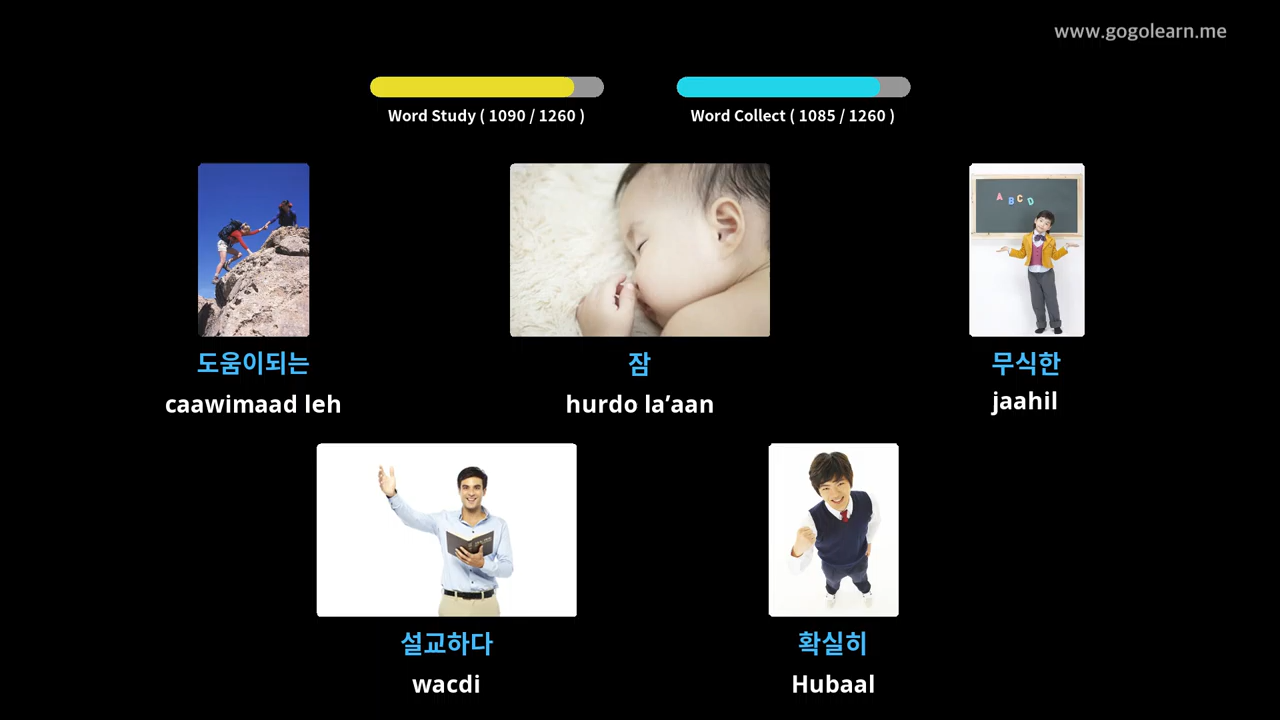 www.gogolearn.me
Word Study ( 1090 / 1260 )
Word Collect ( 1085 / 1260 )
도움이되는
잠
무식한
caawimaad leh
hurdo la’aan
jaahil
A B C D
설교하다
확실히
wacdi
Hubaal